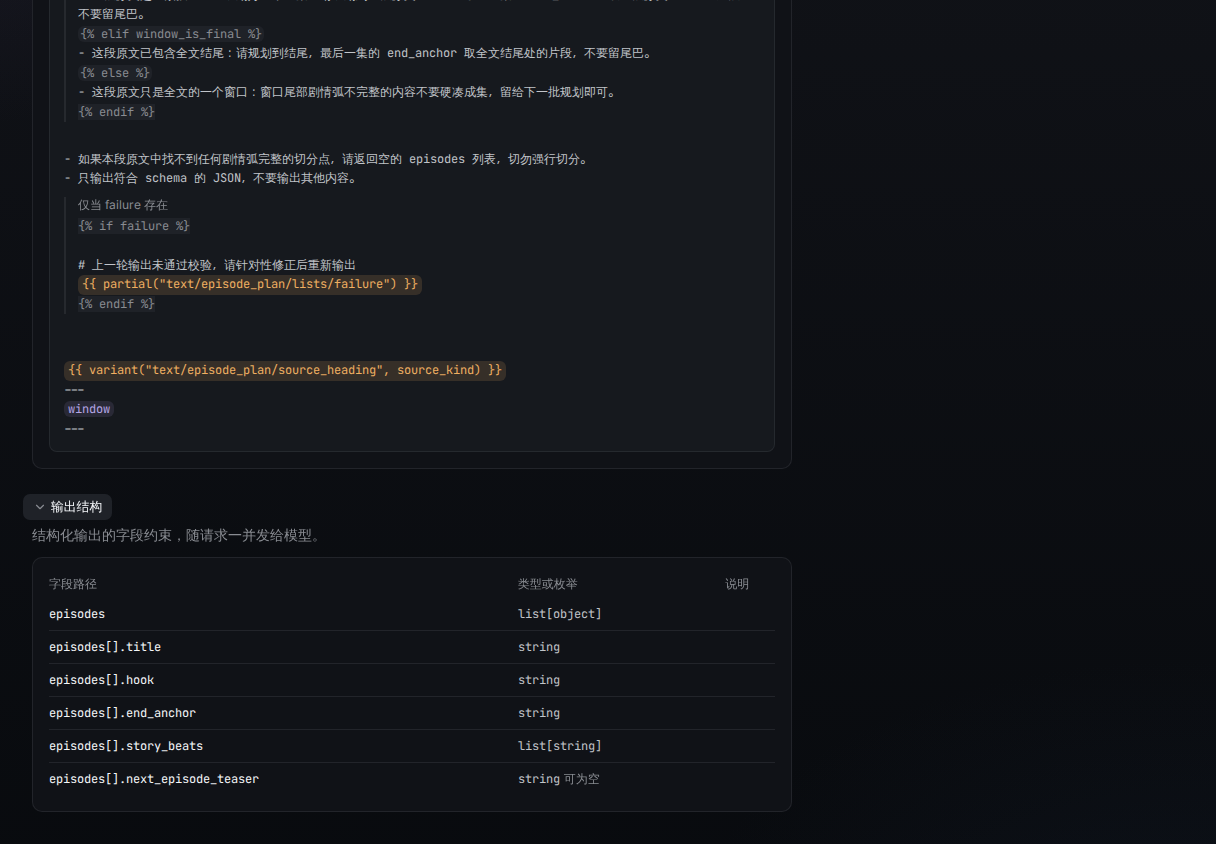 不要留尾巴。
{% elif window_is_final %}
- 这段原文已包含全文结尾：请规划到结尾，最后一集的 end_anchor 取全文结尾处的片段，不要留尾巴。
{% else %}
- 这段原文只是全文的一个窗口：窗口尾部剧情弧不完整的内容不要硬凑成集，留给下一批规划即可。
{% endif %}
- 如果本段原文中找不到任何剧情弧完整的切分点，请返回空的 episodes 列表，切勿强行切分。
- 只输出符合 schema 的 JSON，不要输出其他内容。
仅当 failure 存在
{% if failure %}
# 上一轮输出未通过校验，请针对性修正后重新输出
{{ partial("text/episode_plan/lists/failure") }}
{% endif %}
{{ variant("text/episode_plan/source_heading", source_kind) }}
---
window
---
输出结构
结构化输出的字段约束，随请求一并发给模型。
字段路径 类型或枚举 说明
episodes list[object]
episodes[].title string
episodes[].hook string
episodes[].end_anchor string
episodes[].story_beats list[string]
episodes[].next_episode_teaser string 可为空